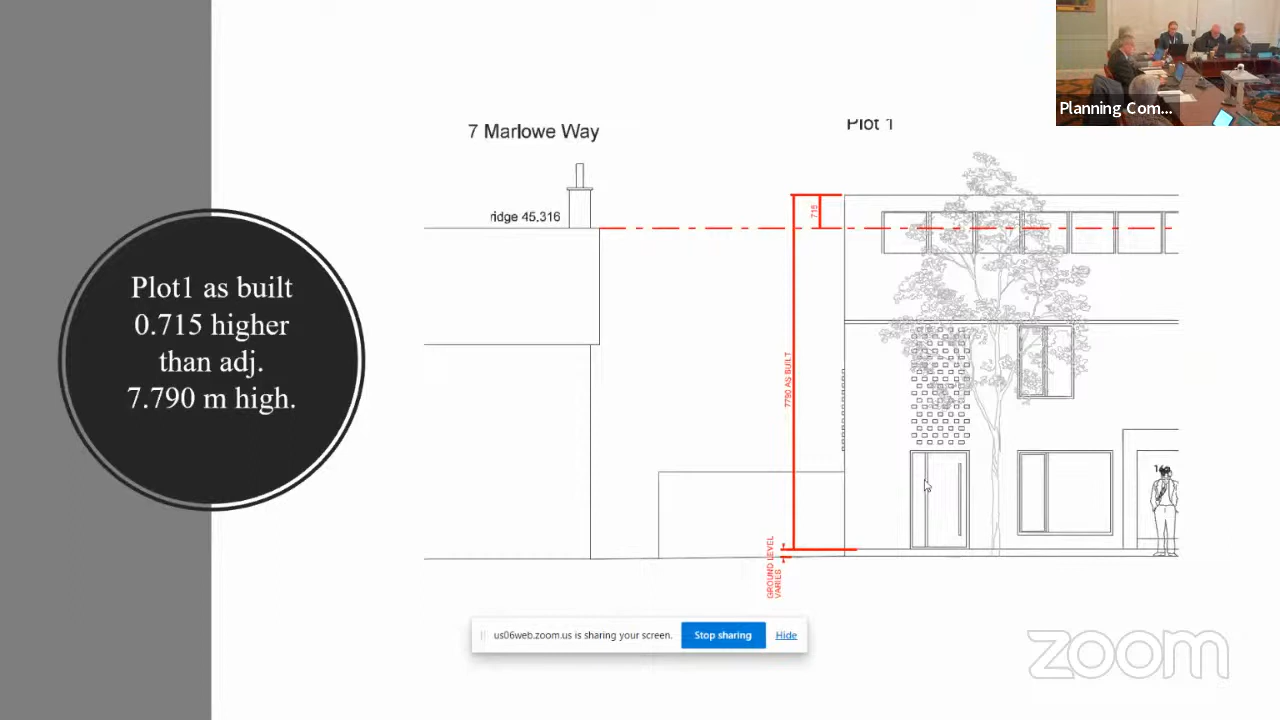 Planning Com...
7 Marlowe Way
Plot 1
ridge 45.316
715
Plot1 as built
0.715 higher
than adj.
7.790 m high.
7790 AS BUILT
GROUND LEVEL
VARIES
us06web.zoom.us is sharing your screen.
Stop sharing
Hide
zoom